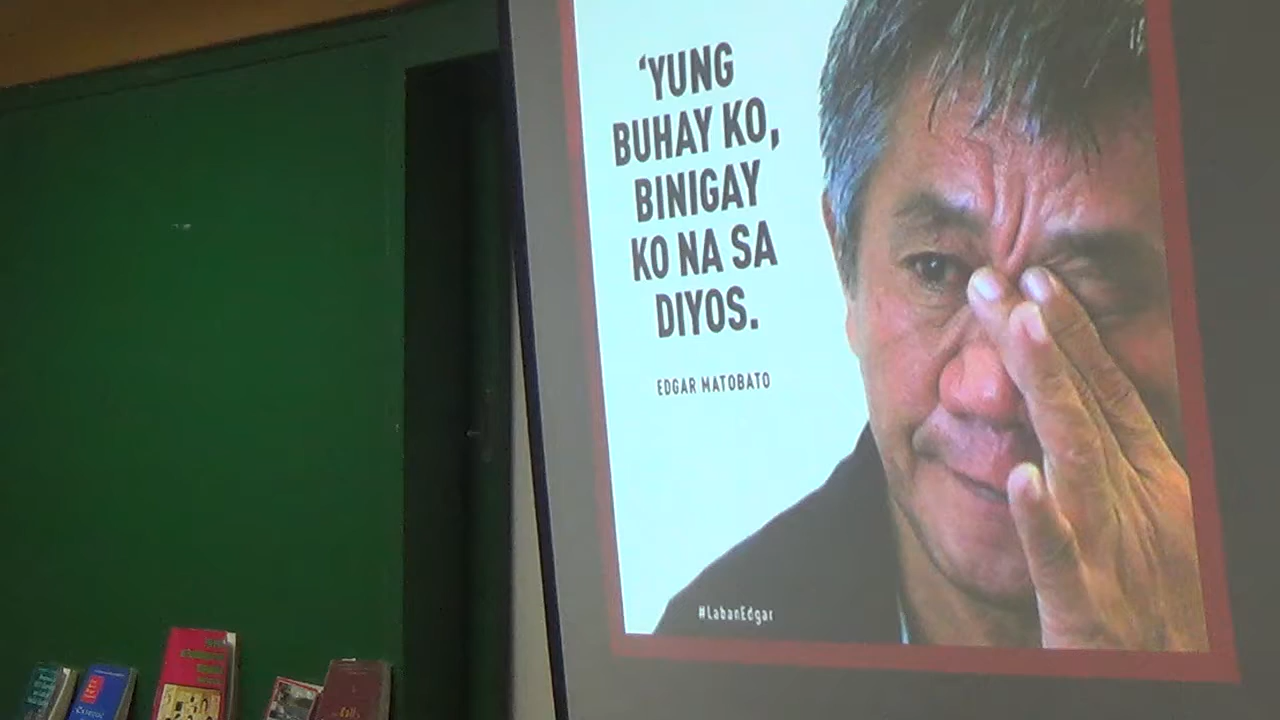 ‘YUNG
BUHAY KO,
BINIGAY
KO NA SA
DIYOS.
EDGAR MATOBATO
#LabanEdgar